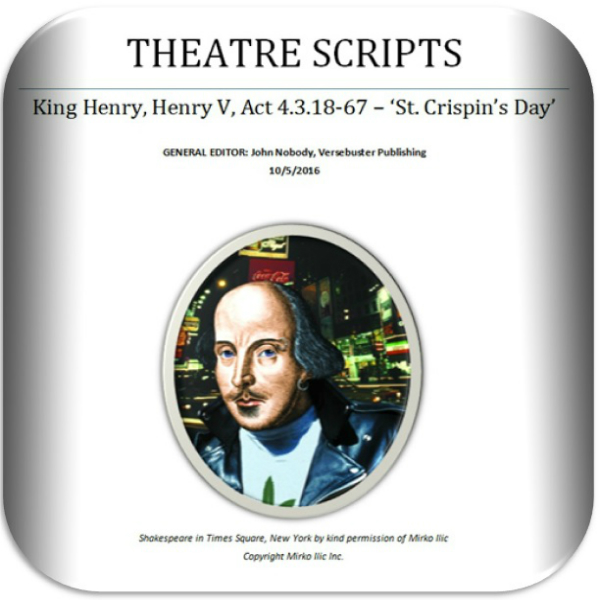 THEATRE SCRIPTS
King Henry, Henry V, Act 4.3.18-67 – ‘St. Crispin’s Day’
GENERAL EDITOR: John Nobody, Versebuster Publishing
10/5/2016
Coca-Cola
Shakespeare in Times Square, New York by kind permission of Mirko Ilic
Copyright Mirko Ilic Inc.